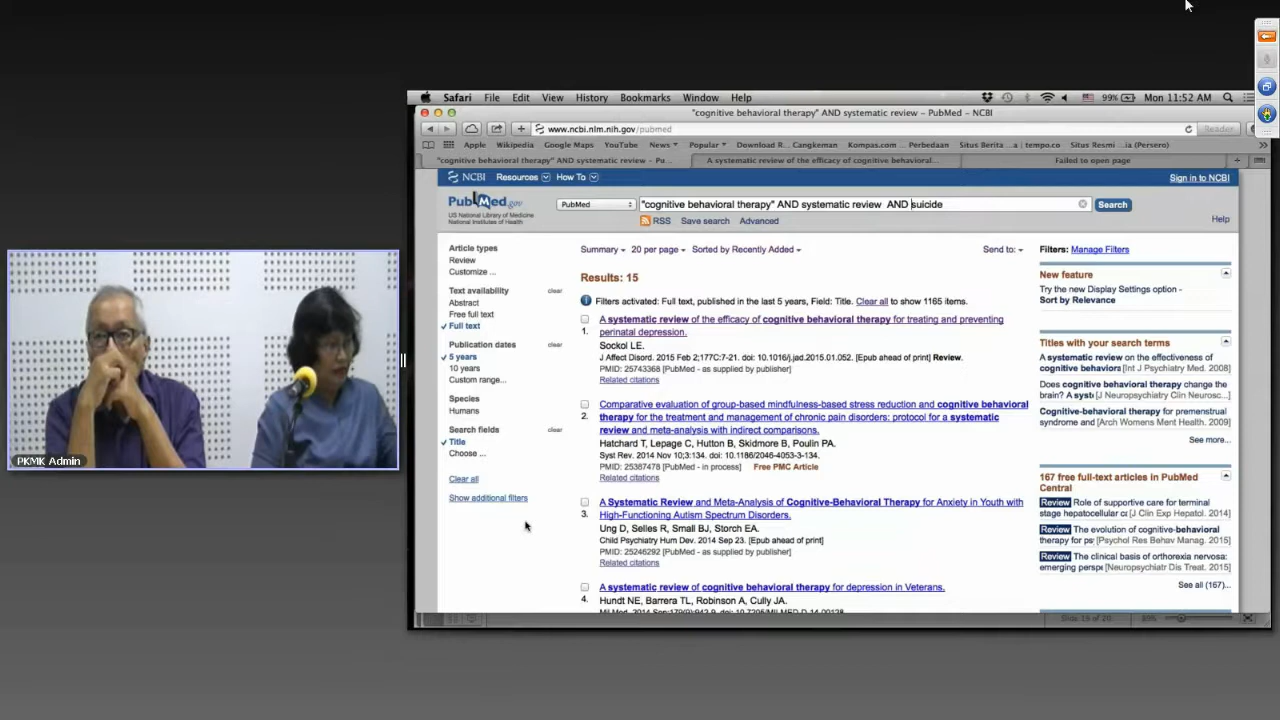 Safari File Edit View History Bookmarks Window Help
99% Mon 11:52 AM
"cognitive behavioral therapy" AND systematic review - PubMed - NCBI
www.ncbi.nlm.nih.gov/pubmed
Reader
Apple Wikipedia Google Maps YouTube News Popular Download R... Cangkeman Kompas.com... Perbedaan Situs Berita ...a | tempo.co Situs Resmi ...ia (Persero)
"cognitive behavioral therapy" AND systematic review - Pu...
A systematic review of the efficacy of cognitive behavioral...
Failed to open page
NCBI Resources How To
Sign in to NCBI
PubMed.gov
US National Library of Medicine
National Institutes of Health
PubMed
"cognitive behavioral therapy" AND systematic review AND suicide
Search
RSS Save search Advanced
Help
Article types
Review
Customize ...
Text availability clear
Abstract
Free full text
Full text
Publication dates clear
5 years
10 years
Custom range...
Species
Humans
Search fields clear
Title
Choose ...
Clear all
Show additional filters
Summary 20 per page Sorted by Recently Added
Send to:
Results: 15
Filters activated: Full text, published in the last 5 years, Field: Title. Clear all to show 1165 items.
A systematic review of the efficacy of cognitive behavioral therapy for treating and preventing
1. perinatal depression.
Sockol LE.
J Affect Disord. 2015 Feb 2;177C:7-21. doi: 10.1016/j.jad.2015.01.052. [Epub ahead of print] Review.
PMID: 25743368 [PubMed - as supplied by publisher]
Related citations
Comparative evaluation of group-based mindfulness-based stress reduction and cognitive behavioral
2. therapy for the treatment and management of chronic pain disorders: protocol for a systematic
review and meta-analysis with indirect comparisons.
Hatchard T, Lepage C, Hutton B, Skidmore B, Poulin PA.
Syst Rev. 2014 Nov 10;3:134. doi: 10.1186/2046-4053-3-134.
PMID: 25387478 [PubMed - in process] Free PMC Article
Related citations
A Systematic Review and Meta-Analysis of Cognitive-Behavioral Therapy for Anxiety in Youth with
3. High-Functioning Autism Spectrum Disorders.
Ung D, Selles R, Small BJ, Storch EA.
Child Psychiatry Hum Dev. 2014 Sep 23. [Epub ahead of print]
PMID: 25246292 [PubMed - as supplied by publisher]
Related citations
A systematic review of cognitive behavioral therapy for depression in Veterans.
4. Hundt NE, Barrera TL, Robinson A, Cully JA.
Filters: Manage Filters
New feature
Try the new Display Settings option -
Sort by Relevance
Titles with your search terms
A systematic review on the effectiveness of
cognitive behaviora [Int J Psychiatry Med. 2008]
Does cognitive behavioral therapy change the
brain? A syst [J Neuropsychiatry Clin Neurosc...]
Cognitive-behavioral therapy for premenstrual
syndrome and [Arch Womens Ment Health. 2009]
See more...
167 free full-text articles in PubMed
Central
Review Role of supportive care for terminal
stage hepatocellular c [J Clin Exp Hepatol. 2014]
Review The evolution of cognitive-behavioral
therapy for ps [Psychol Res Behav Manag. 2015]
Review The clinical basis of orthorexia nervosa:
emerging persp [Neuropsychiatr Dis Treat. 2015]
See all (167)...
PKMK Admin